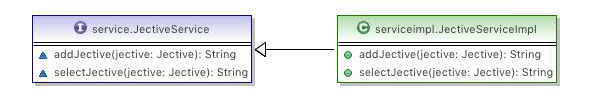 I service.JectiveService
addJective(jective: Jective): String
selectJective(jective: Jective): String
C serviceimpl.JectiveServiceImpl
addJective(jective: Jective): String
selectJective(jective: Jective): String